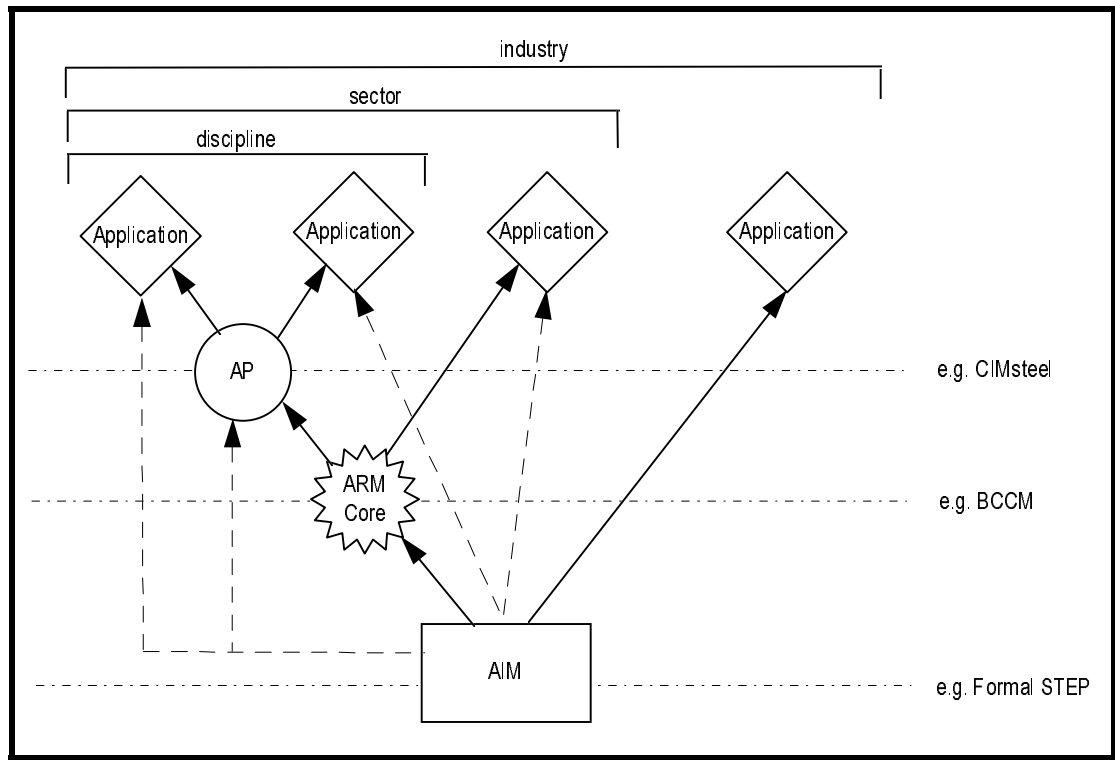 industry
sector
discipline
Application
Application
Application
Application
AP
e.g. CIMsteel
ARM
Core
e.g. BCCM
AIM
e.g. Formal STEP